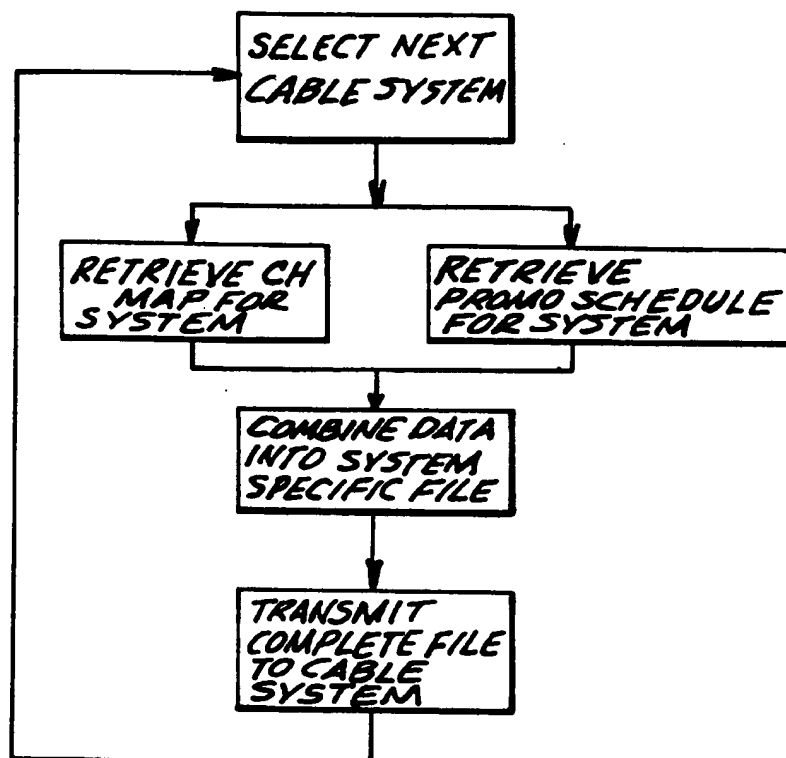 SELECT NEXT
CABLE SYSTEM
RETRIEVE CH
MAP FOR
SYSTEM
RETRIEVE
PROMO SCHEDULE
FOR SYSTEM
COMBINE DATA
INTO SYSTEM
SPECIFIC FILE
TRANSMIT
COMPLETE FILE
TO CABLE
SYSTEM